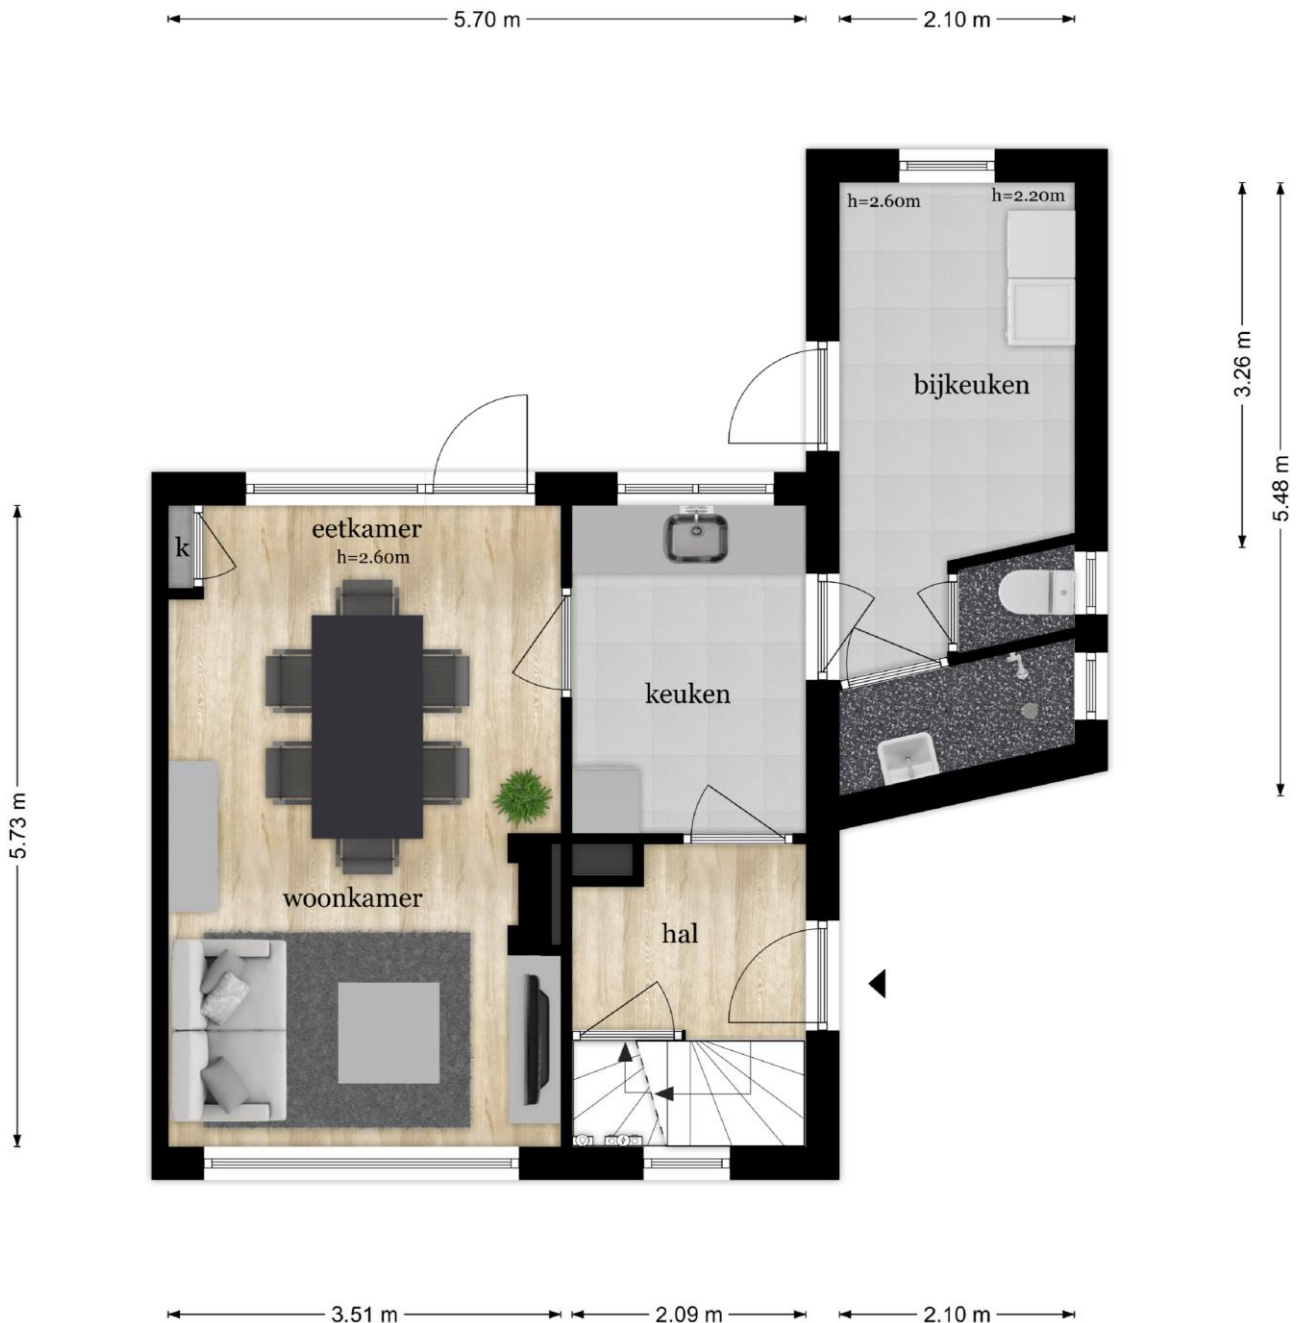 5.70 m
2.10 m
h=2.60m
h=2.20m
3.26 m
5.48 m
bijkeuken
eetkamer
h=2.60m
k
keuken
5.73 m
woonkamer
hal
3.51 m
2.09 m
2.10 m